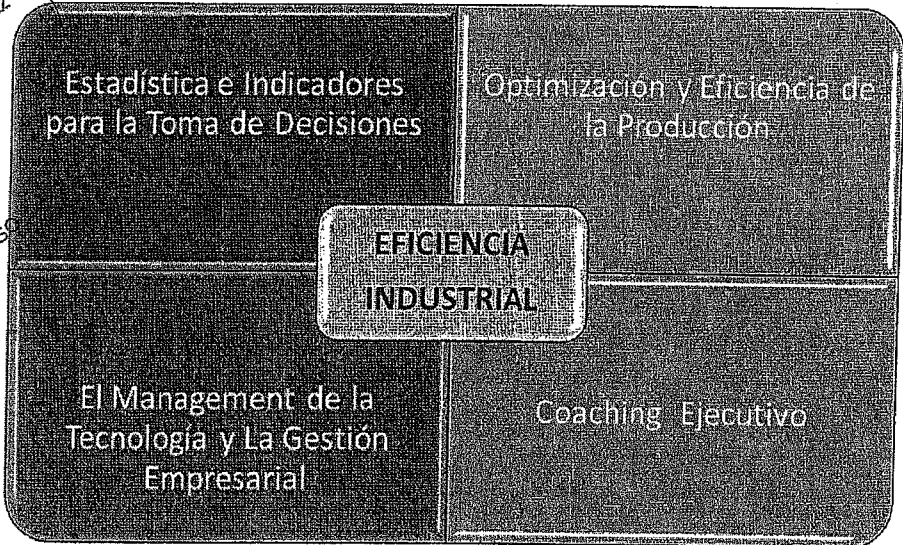 Estadística e Indicadores
para la Toma de Decisiones
Optimización y Eficiencia de
la Producción
EFICIENCIA
INDUSTRIAL
El Management de la
Tecnología y La Gestión
Empresarial
Coaching Ejecutivo